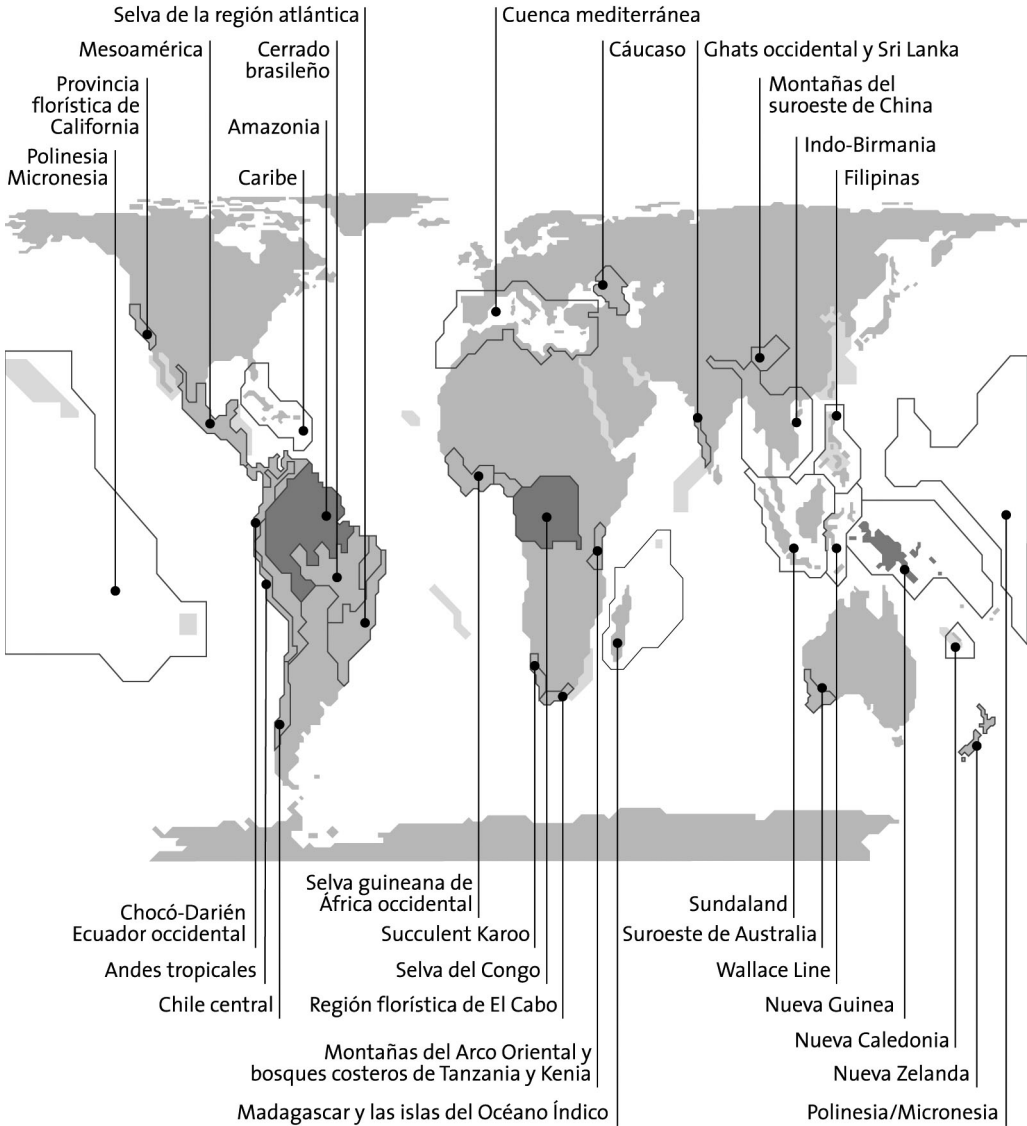 Selva de la región atlántica
Cuenca mediterránea
Mesoamérica
Cerrado
brasileño
Cáucaso
Ghats occidental y Sri Lanka
Provincia
florística de
California
Montañas del
suroeste de China
Amazonia
Indo-Birmania
Polinesia
Micronesia
Caribe
Filipinas
Selva guineana de
África occidental
Chocó-Darién
Ecuador occidental
Succulent Karoo
Andes tropicales
Selva del Congo
Chile central
Región florística de El Cabo
Montañas del Arco Oriental y
bosques costeros de Tanzania y Kenia
Madagascar y las islas del Océano Índico
Sundaland
Suroeste de Australia
Wallace Line
Nueva Guinea
Nueva Caledonia
Nueva Zelanda
Polinesia/Micronesia